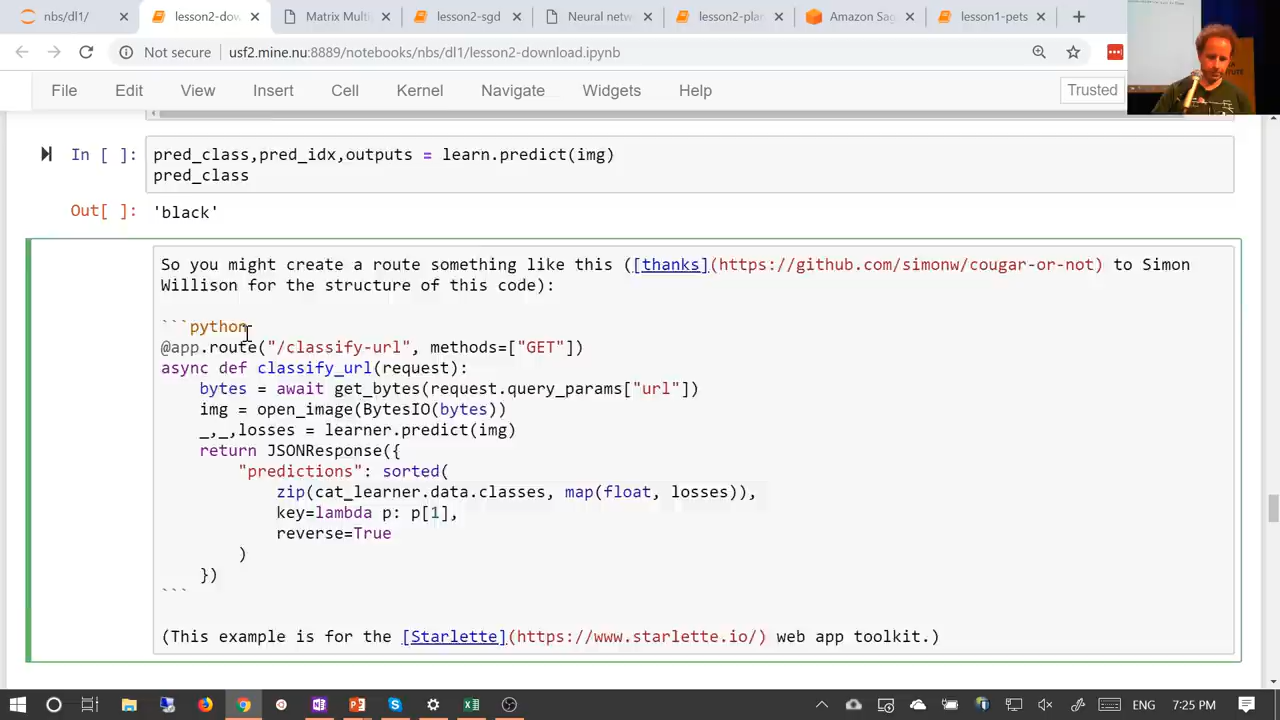 nbs/dl1/
lesson2-dow
Matrix Multi
lesson2-sgd
Neural netw
lesson2-plan
Amazon Sag
lesson1-pets
Not secure
usf2.mine.nu:8889/notebooks/nbs/dl1/lesson2-download.ipynb
File
Edit
View
Insert
Cell
Kernel
Navigate
Widgets
Help
Trusted
In [ ]:
pred_class,pred_idx,outputs = learn.predict(img)
pred_class
Out[ ]:
'black'
So you might create a route something like this ([thanks](https://github.com/simonw/cougar-or-not) to Simon
Willison for the structure of this code):
```python
@app.route("/classify-url", methods=["GET"])
async def classify_url(request):
bytes = await get_bytes(request.query_params["url"])
img = open_image(BytesIO(bytes))
_,_,losses = learner.predict(img)
return JSONResponse({
"predictions": sorted(
zip(cat_learner.data.classes, map(float, losses)),
key=lambda p: p[1],
reverse=True
)
})
```
(This example is for the [Starlette](https://www.starlette.io/) web app toolkit.)
ENG
7:25 PM